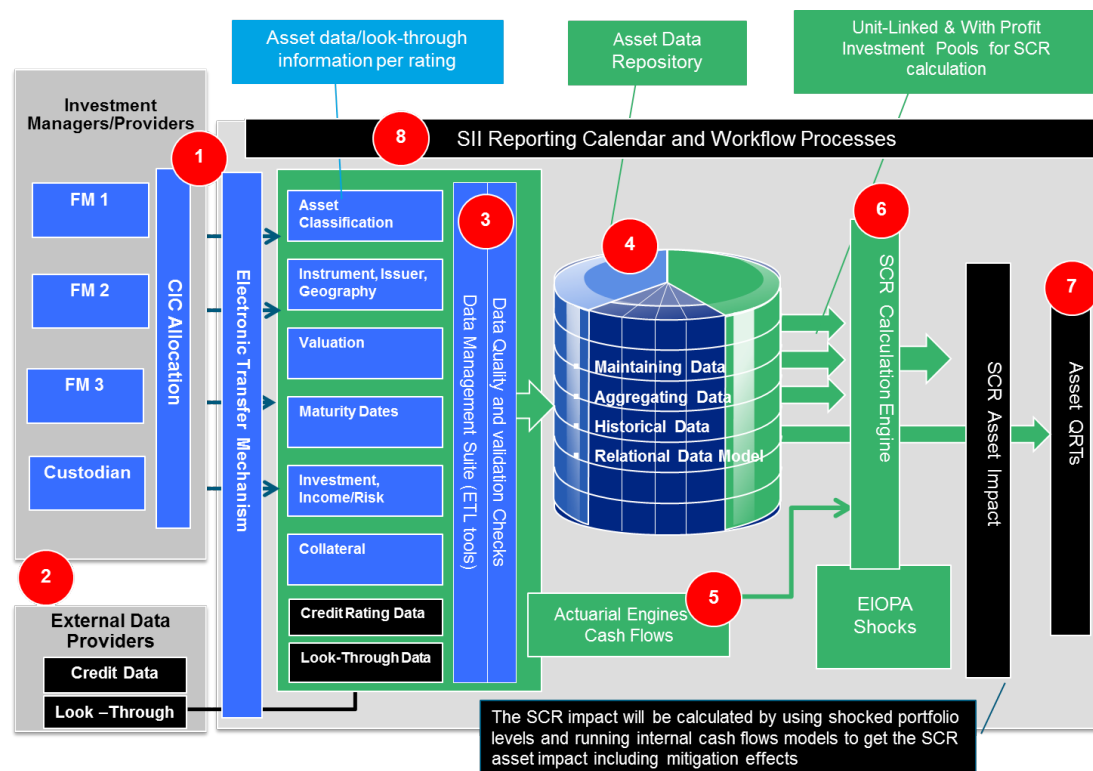 Asset data/look-through
information per rating
Asset Data
Repository
Unit-Linked & With Profit
Investment Pools for SCR
calculation
Investment
Managers/Providers
1
8
SII Reporting Calendar and Workflow Processes
FM 1
FM 2
FM 3
Custodian
CIC Allocation
Electronic Transfer Mechanism
Asset
Classification
Instrument, Issuer,
Geography
Valuation
Maturity Dates
Investment,
Income/Risk
Collateral
Credit Rating Data
Look-Through Data
3
Data Management Suite (ETL tools)
Data Quality and validation Checks
4
▪ Maintaining Data
▪ Aggregating Data
▪ Historical Data
▪ Relational Data Model
5
Actuarial Engines
Cash Flows
6
SCR Calculation Engine
EIOPA
Shocks
SCR Asset Impact
7
Asset QRTs
2
External Data
Providers
Credit Data
Look –Through
The SCR impact will be calculated by using shocked portfolio
levels and running internal cash flows models to get the SCR
asset impact including mitigation effects